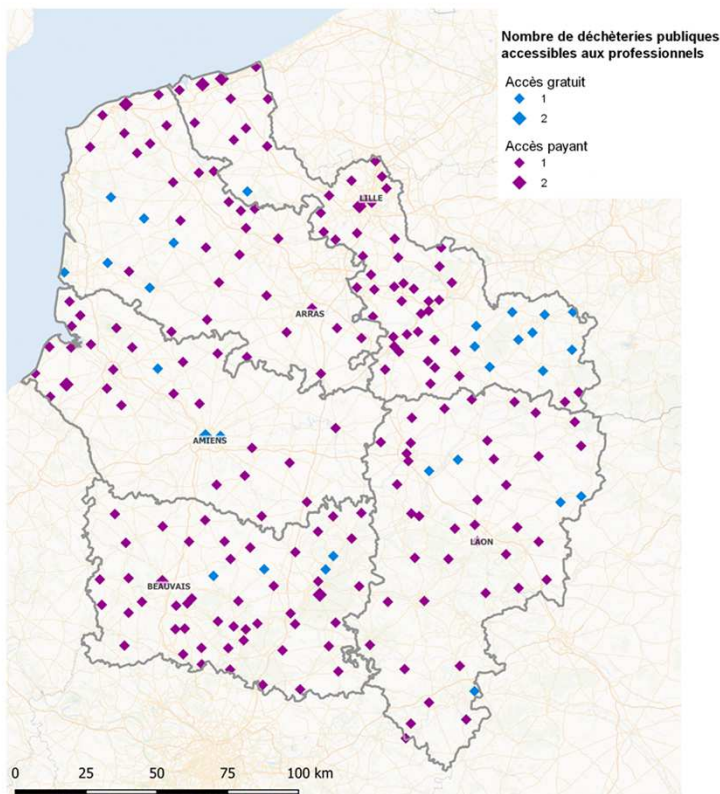 Nombre de déchèteries publiques
accessibles aux professionnels
Accès gratuit
1
2
Accès payant
1
2
LILLE
ARRAS
AMIENS
LAON
BEAUVAIS
0 25 50 75 100 km